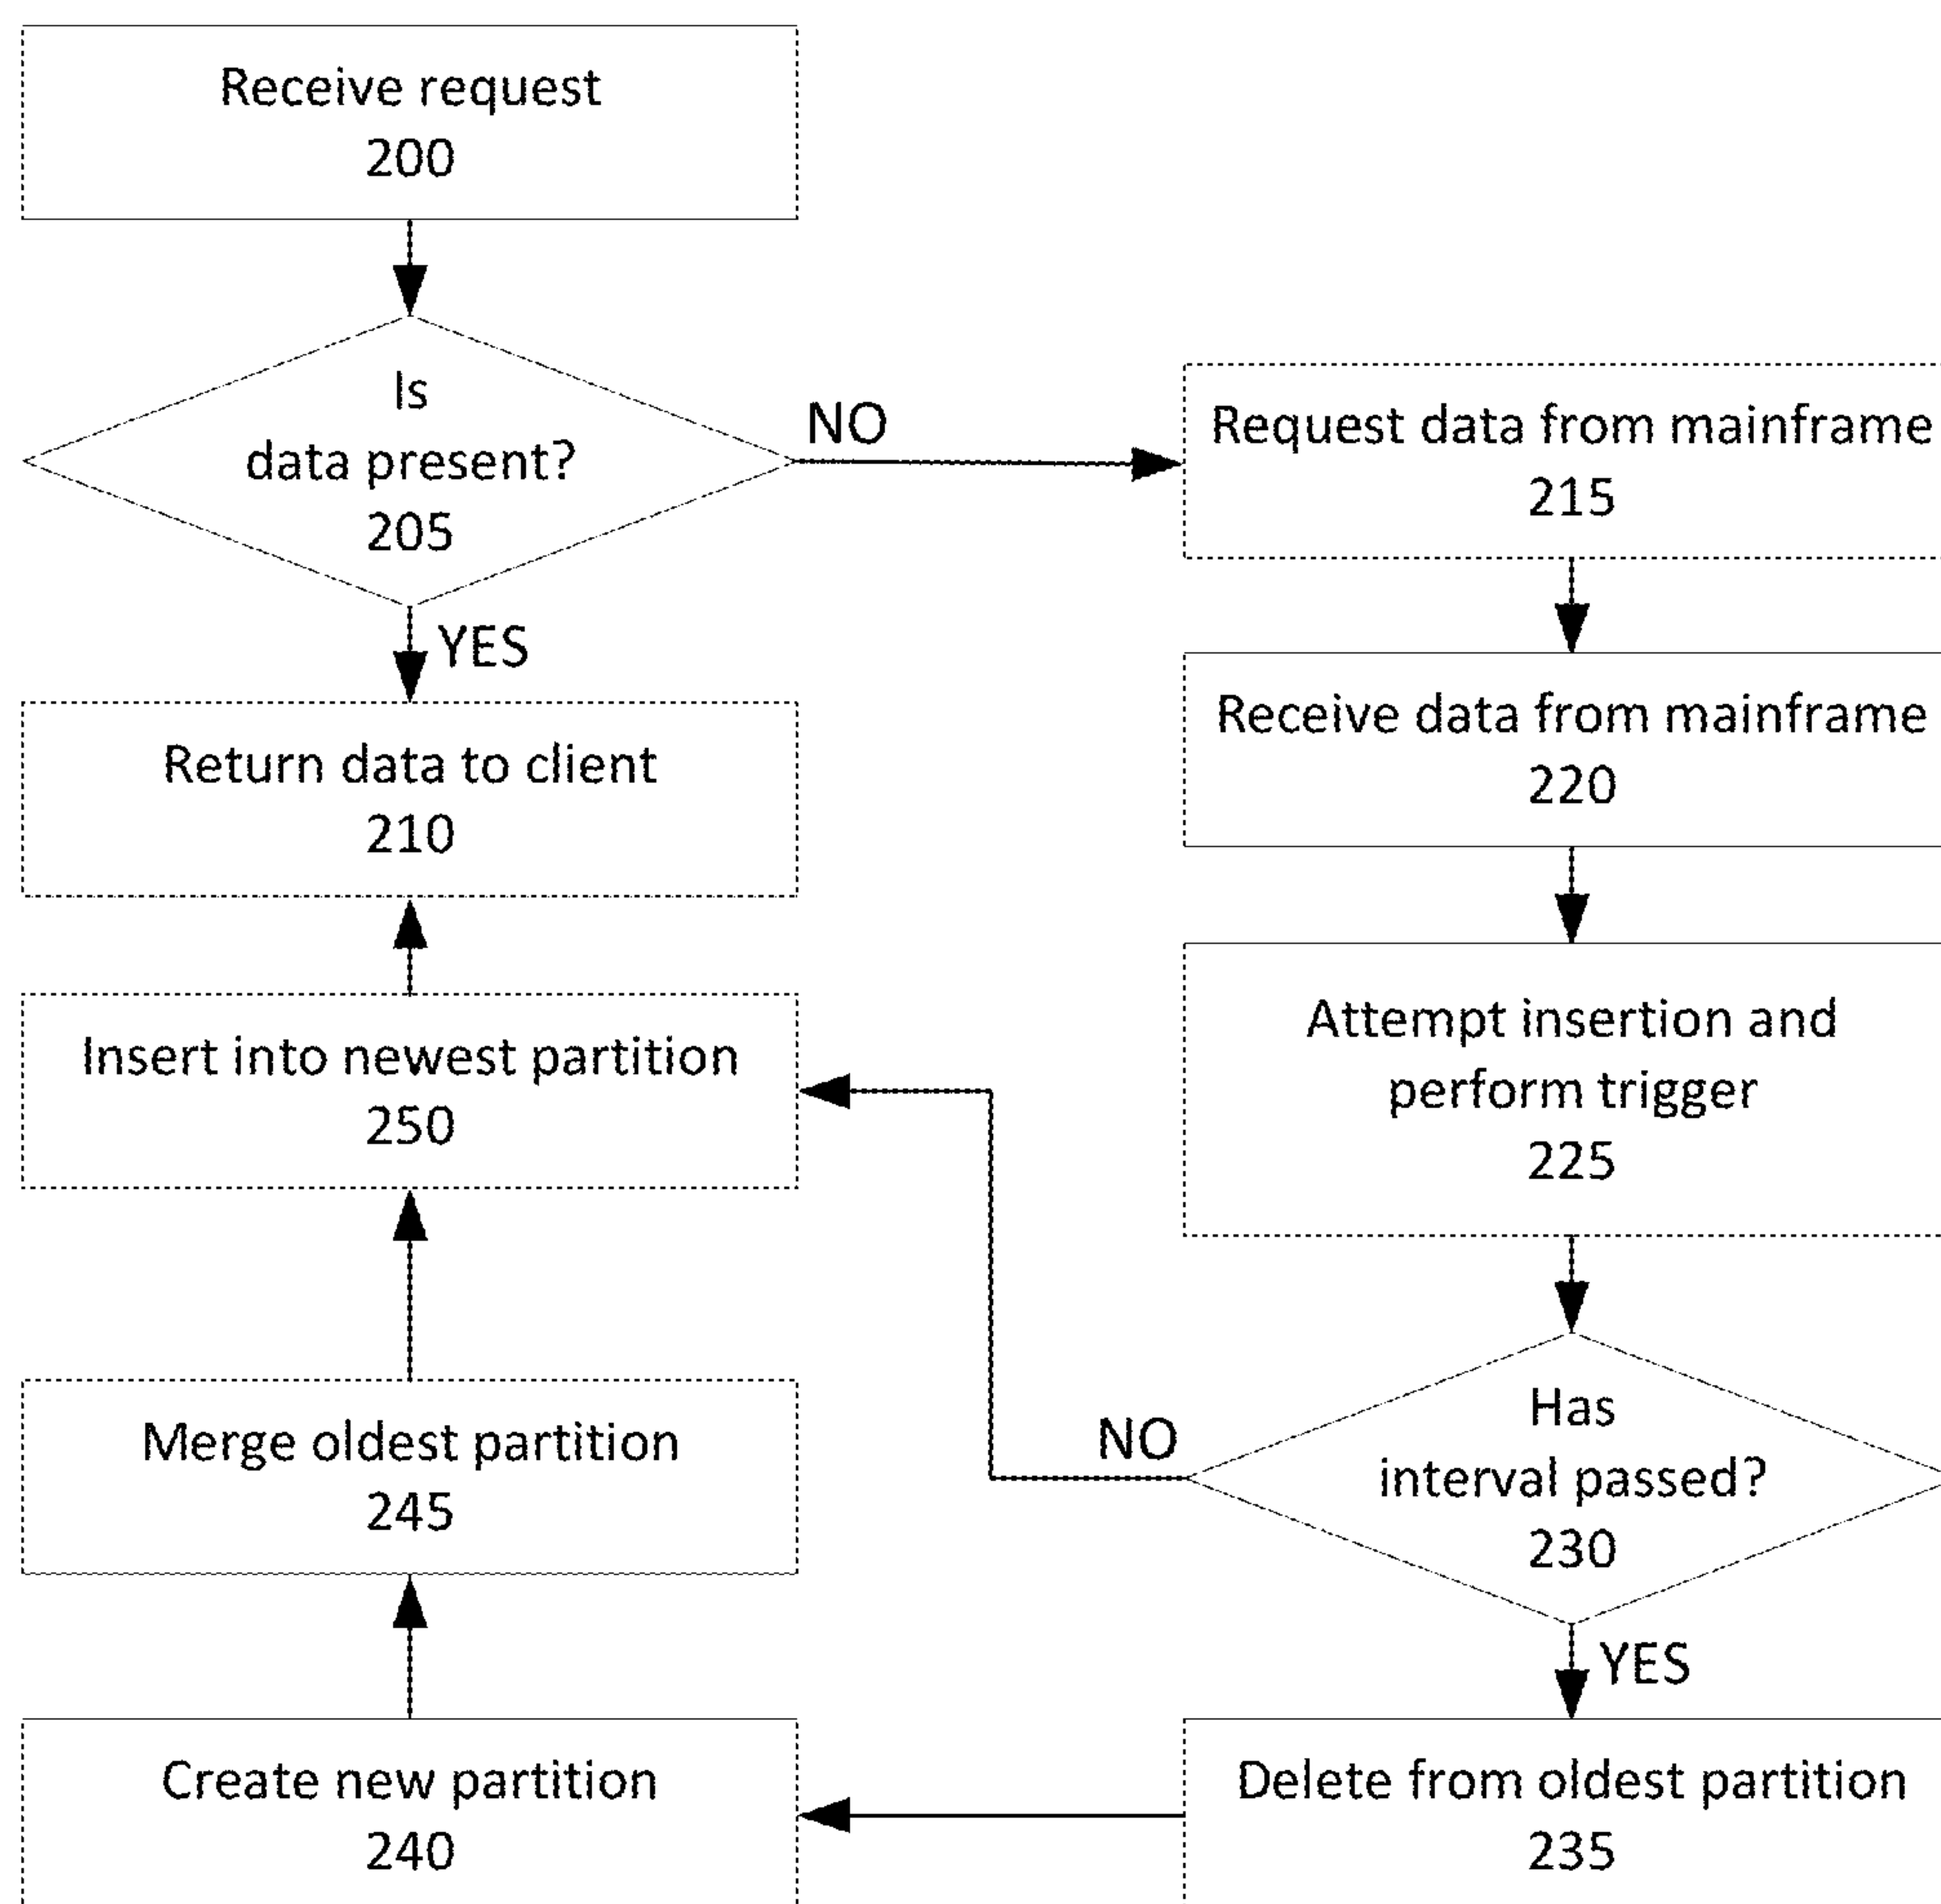 Receive request
200
Is
data present?
205
NO
YES
Request data from mainframe
215
Return data to client
210
Receive data from mainframe
220
Insert into newest partition
250
Attempt insertion and
perform trigger
225
Merge oldest partition
245
NO
Has
interval passed?
230
YES
Create new partition
240
Delete from oldest partition
235